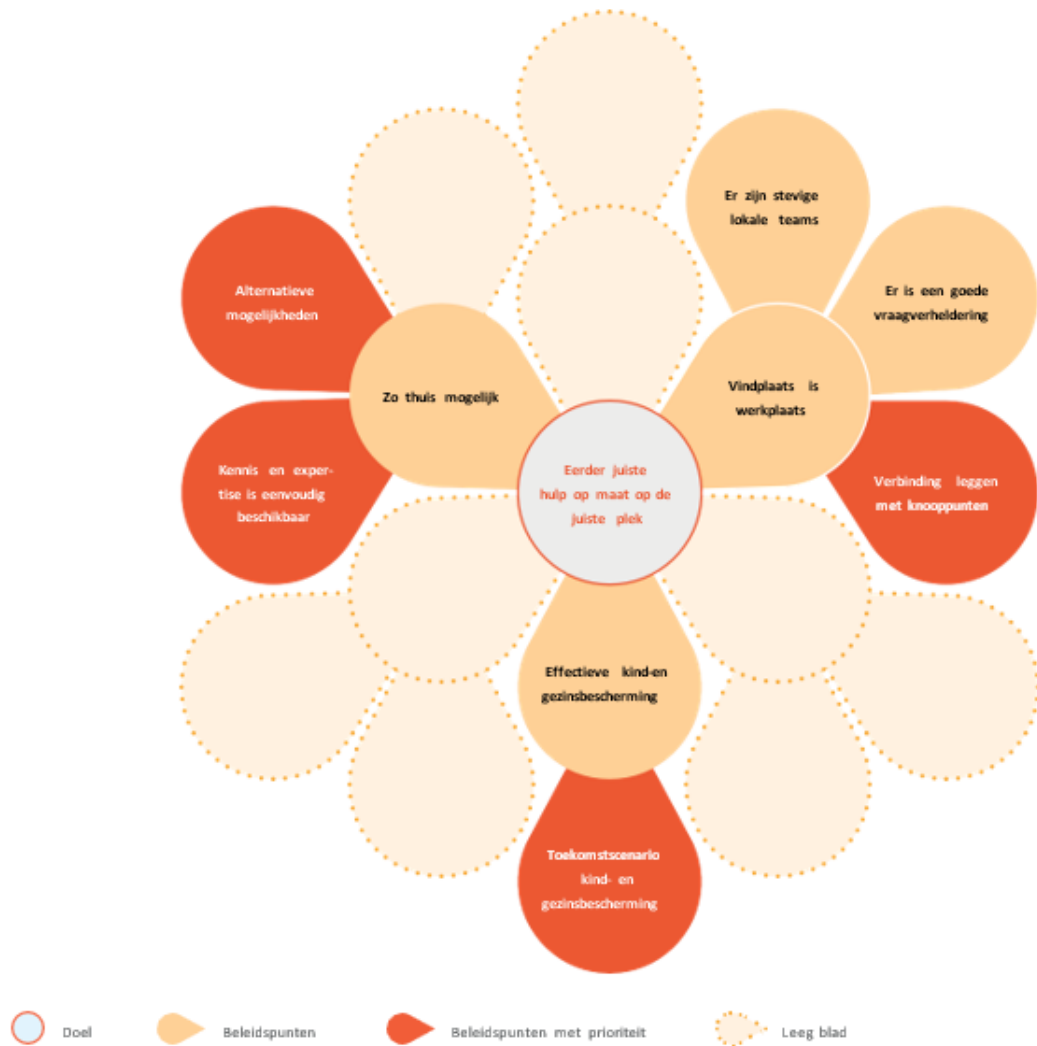 Er zijn stevige
lokale teams
Alternatieve
mogelijkheden
Er is een goede
vraagverheldering
Zo thuis mogelijk
Vindplaats is
werkplaats
Kennis en exper-
tise is eenvoudig
beschikbaar
Eerder juiste
hulp op maat op de
juiste plek
Verbinding leggen
met knooppunten
Effectieve kind-en
gezinsbescherming
Toekomstscenario
kind- en
gezinsbescherming
Doel
Beleidspunten
Beleidspunten met prioriteit
Leeg blad